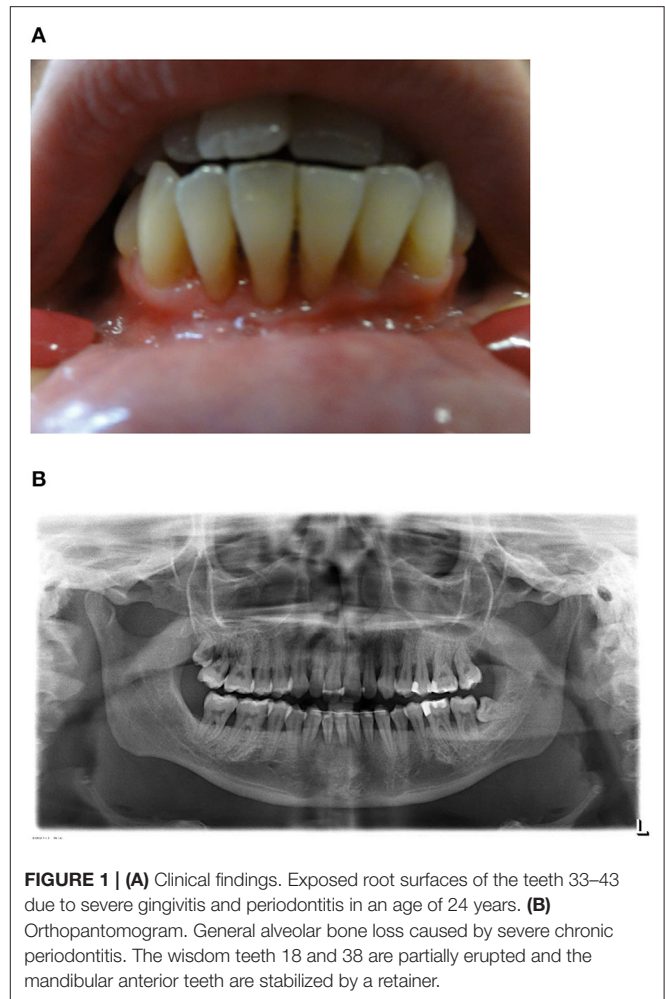 A
B
L
FIGURE 1 | (A) Clinical findings. Exposed root surfaces of the teeth 33–43
due to severe gingivitis and periodontitis in an age of 24 years. (B)
Orthopantomogram. General alveolar bone loss caused by severe chronic
periodontitis. The wisdom teeth 18 and 38 are partially erupted and the
mandibular anterior teeth are stabilized by a retainer.